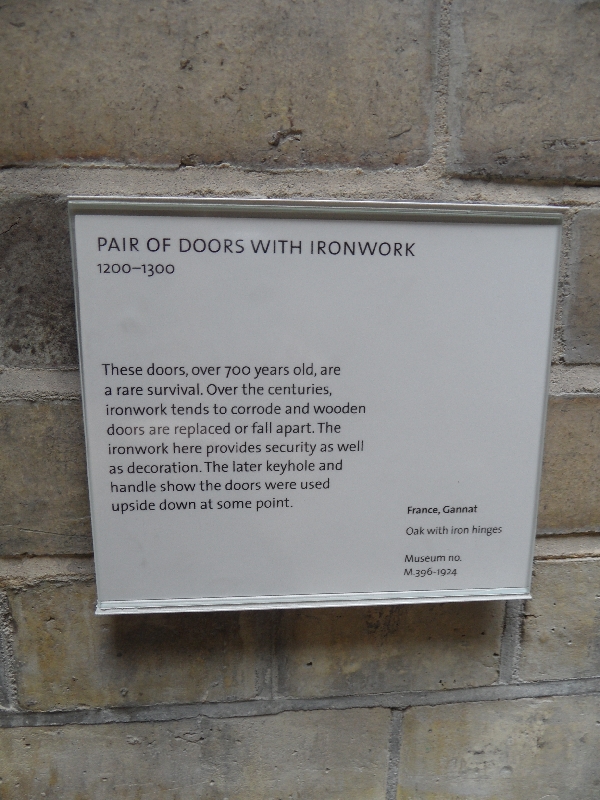 PAIR OF DOORS WITH IRONWORK
1200–1300
These doors, over 700 years old, are
a rare survival. Over the centuries,
ironwork tends to corrode and wooden
doors are replaced or fall apart. The
ironwork here provides security as well
as decoration. The later keyhole and
handle show the doors were used
upside down at some point.
France, Gannat
Oak with iron hinges
Museum no.
M.396-1924